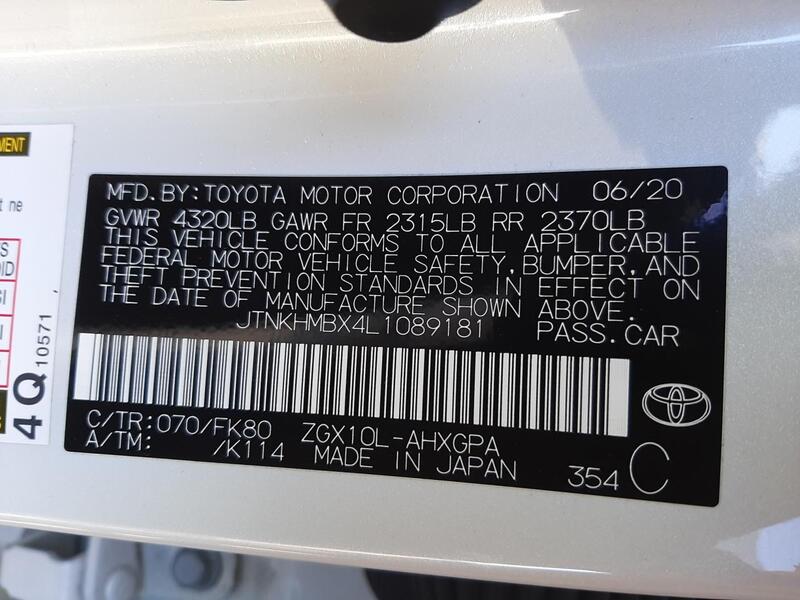 MFD.BY:TOYOTA MOTOR CORPORATION 06/20
GVWR 4320LB GAWR FR 2315LB RR 2370LB
THIS VEHICLE CONFORMS TO ALL APPLICABLE
FEDERAL MOTOR VEHICLE SAFETY, BUMPER, AND
THEFT PREVENTION STANDARDS IN EFFECT ON
THE DATE OF MANUFACTURE SHOWN ABOVE.
JTNKHMBX4L1089181 PASS.CAR
C/TR:070/FK80 ZGX10L-AHXGPA
A/TM: /K114 MADE IN JAPAN 354 C
4Q 10571